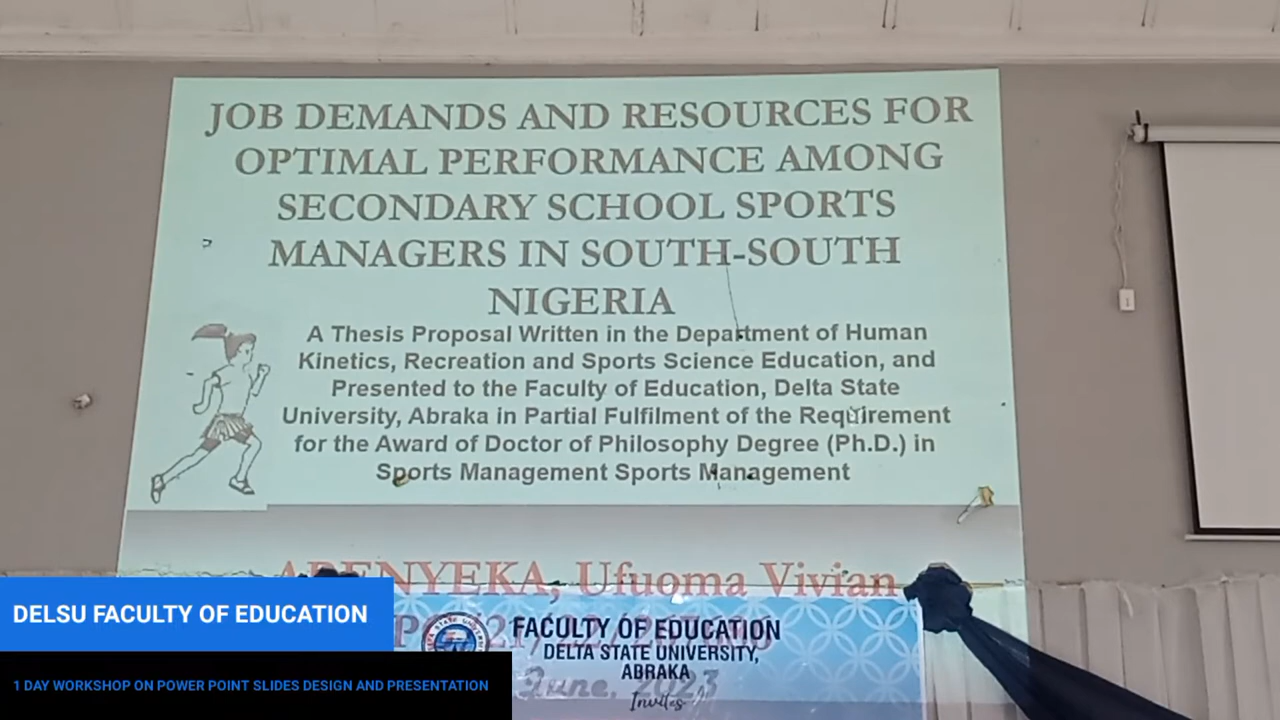 JOB DEMANDS AND RESOURCES FOR
OPTIMAL PERFORMANCE AMONG
SECONDARY SCHOOL SPORTS
MANAGERS IN SOUTH-SOUTH
NIGERIA
A Thesis Proposal Written in the Department of Human
Kinetics, Recreation and Sports Science Education, and
Presented to the Faculty of Education, Delta State
University, Abraka in Partial Fulfilment of the Requirement
for the Award of Doctor of Philosophy Degree (Ph.D.) in
Sports Management Sports Management
Ufuoma Vivian
DELSU FACULTY OF EDUCATION
FACULTY OF EDUCATION
DELTA STATE UNIVERSITY,
ABRAKA
June, 2023
1 DAY WORKSHOP ON POWER POINT SLIDES DESIGN AND PRESENTATION